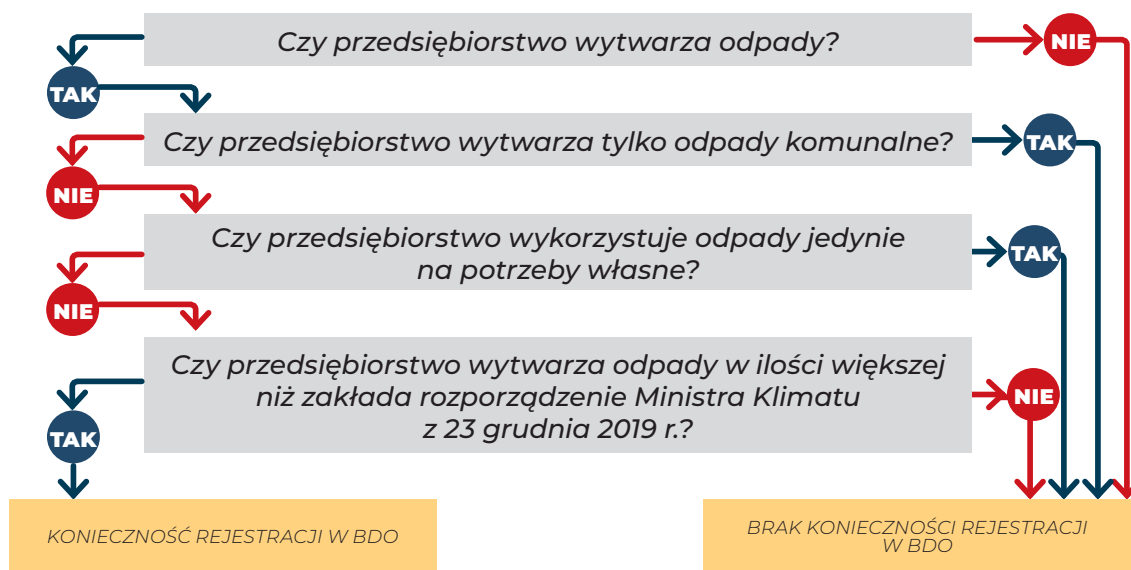 Czy przedsiębiorstwo wytwarza odpady?
NIE
TAK
Czy przedsiębiorstwo wytwarza tylko odpady komunalne?
TAK
NIE
Czy przedsiębiorstwo wykorzystuje odpady jedynie
na potrzeby własne?
TAK
NIE
Czy przedsiębiorstwo wytwarza odpady w ilości większej
niż zakłada rozporządzenie Ministra Klimatu
z 23 grudnia 2019 r.?
NIE
TAK
KONIECZNOŚĆ REJESTRACJI W BDO
BRAK KONIECZNOŚCI REJESTRACJI
W BDO